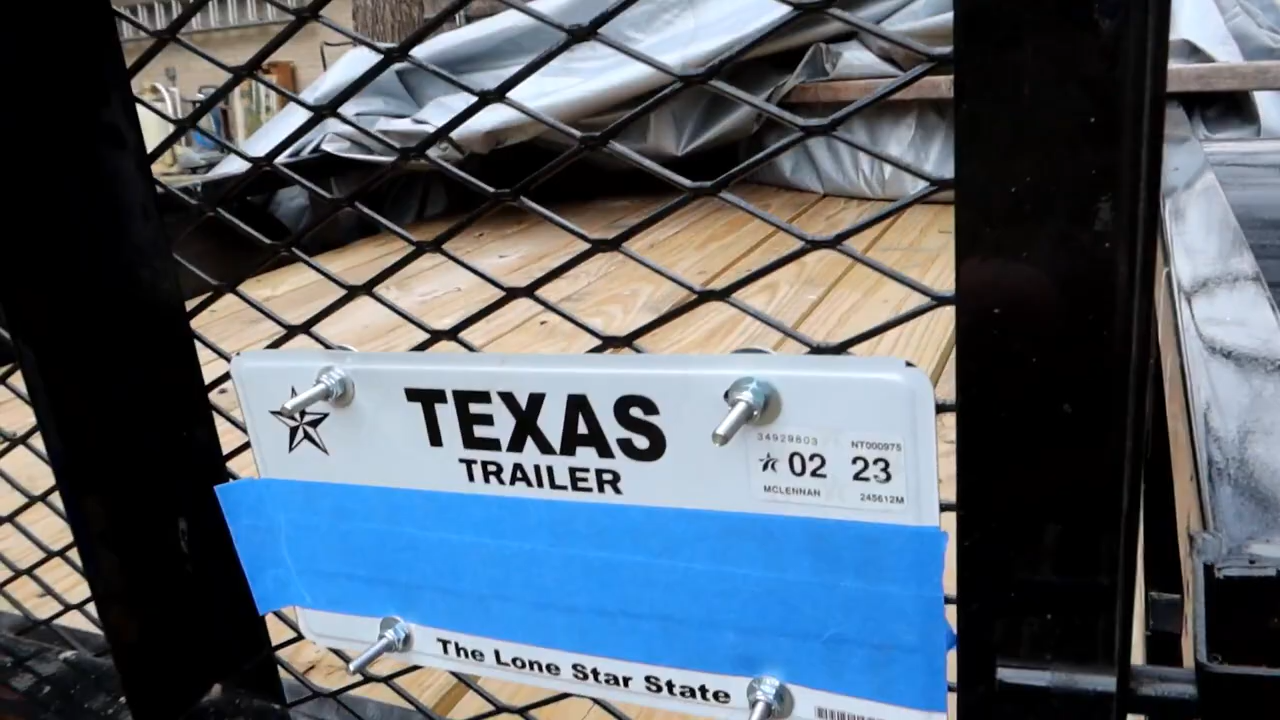 TEXAS
TRAILER
34929803 NT000975
02 23
MCLENNAN 245612M
The Lone Star State